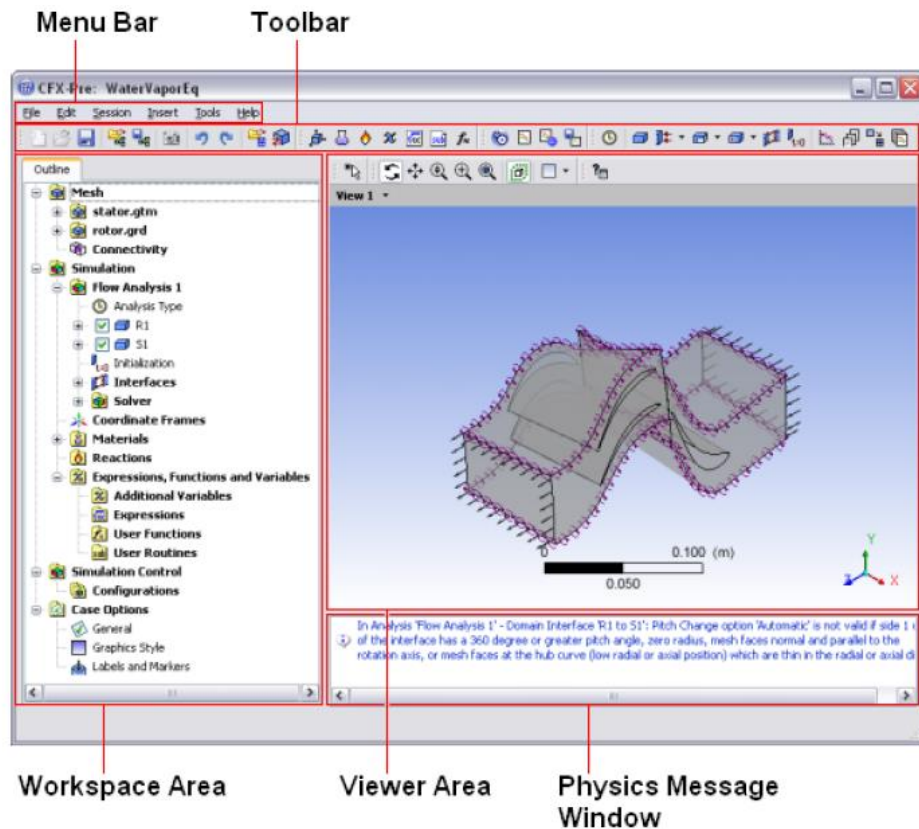 Menu Bar
Toolbar
CFX-Pre: WaterVaporEq
File Edit Session Insert Tools Help
Outline
Mesh
stator.gtm
rotor.grd
Connectivity
Simulation
Flow Analysis 1
Analysis Type
R1
S1
Initialization
Interfaces
Solver
Coordinate Frames
Materials
Reactions
Expressions, Functions and Variables
Additional Variables
Expressions
User Functions
User Routines
Simulation Control
Configurations
Case Options
General
Graphics Style
Labels and Markers
View 1
0 0.100 (m)
0.050
Y
Z X
In Analysis 'Flow Analysis 1' - Domain Interface 'R1 to S1': Pitch Change option 'Automatic' is not valid if side 1
of the interface has a 360 degree or greater pitch angle, zero radius, mesh faces normal and parallel to the
rotation axis, or mesh faces at the hub curve (low radial or axial position) which are thin in the radial or axial di
Workspace Area
Viewer Area
Physics Message
Window